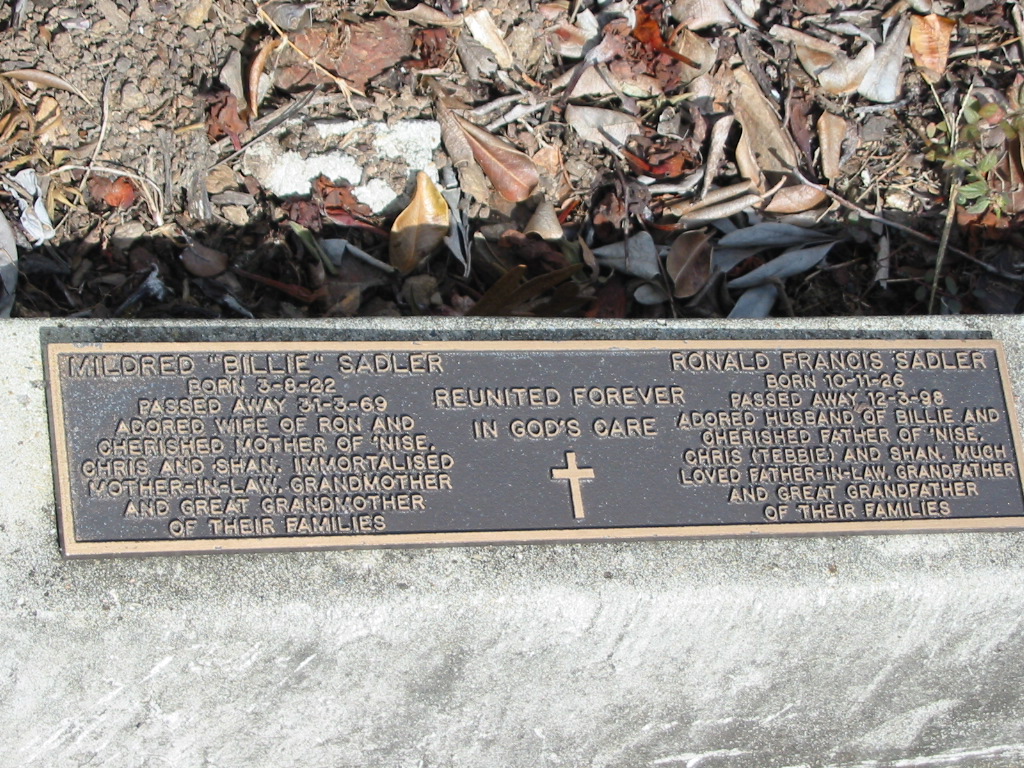 MILDRED "BILLIE" SADLER
BORN 3-8-22
PASSED AWAY 31-3-69
ADORED WIFE OF RON AND
CHERISHED MOTHER OF 'NISE,
CHRIS AND SHAN. IMMORTALISED
MOTHER-IN-LAW, GRANDMOTHER
AND GREAT GRANDMOTHER
OF THEIR FAMILIES
REUNITED FOREVER
IN GOD'S CARE
RONALD FRANCIS SADLER
BORN 10-11-26
PASSED AWAY 12-3-98
ADORED HUSBAND OF BILLIE AND
CHERISHED FATHER OF 'NISE,
CHRIS (TEBBIE) AND SHAN. MUCH
LOVED FATHER-IN-LAW, GRANDFATHER
AND GREAT GRANDFATHER
OF THEIR FAMILIES